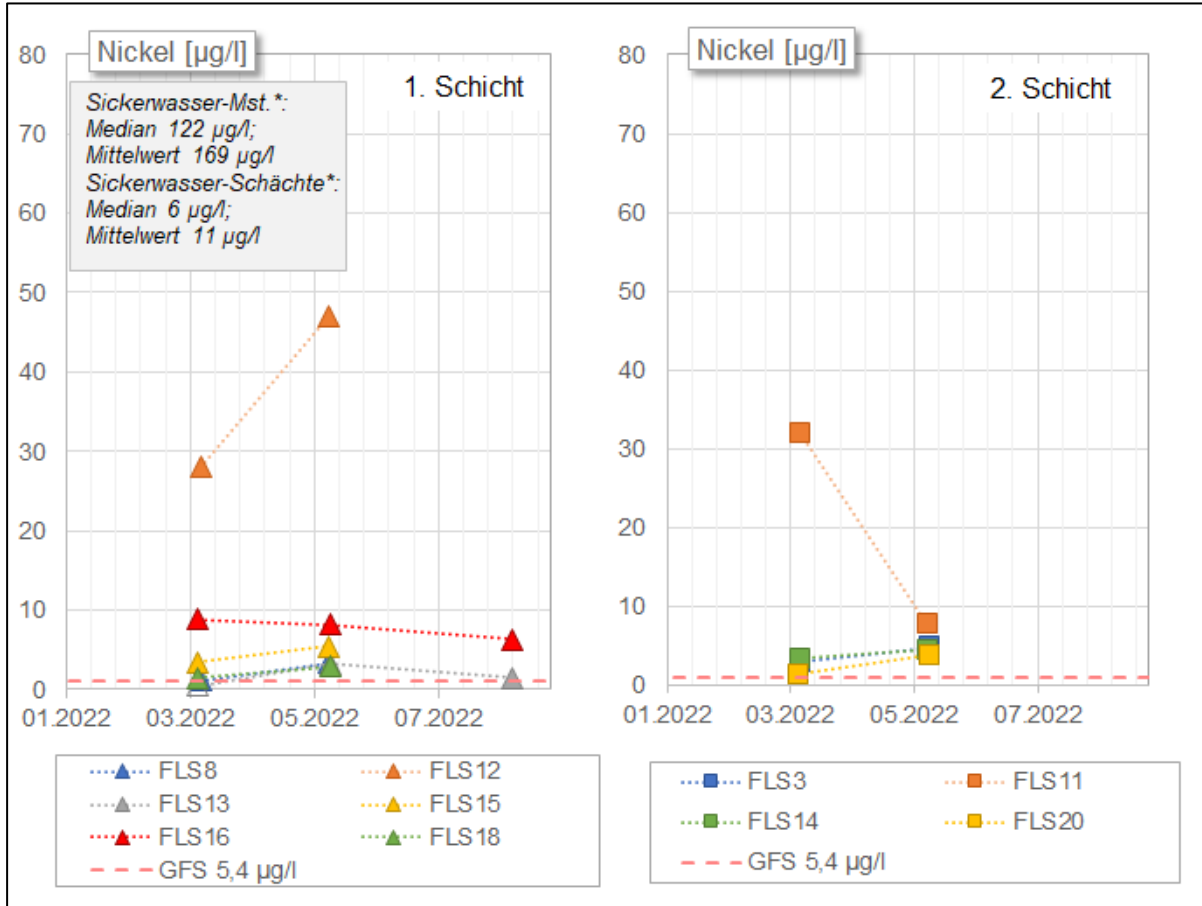 Nickel [µg/l]
1. Schicht
Sickerwasser-Mst.*:
Median 122 µg/l;
Mittelwert 169 µg/l
Sickerwasser-Schächte*:
Median 6 µg/l;
Mittelwert 11 µg/l
80
70
60
50
40
30
20
10
0
01.2022 03.2022 05.2022 07.2022
FLS8 FLS12
FLS13 FLS15
FLS16 FLS18
GFS 5,4 µg/l
Nickel [µg/l]
2. Schicht
80
70
60
50
40
30
20
10
0
01.2022 03.2022 05.2022 07.2022
FLS3 FLS11
FLS14 FLS20
GFS 5,4 µg/l